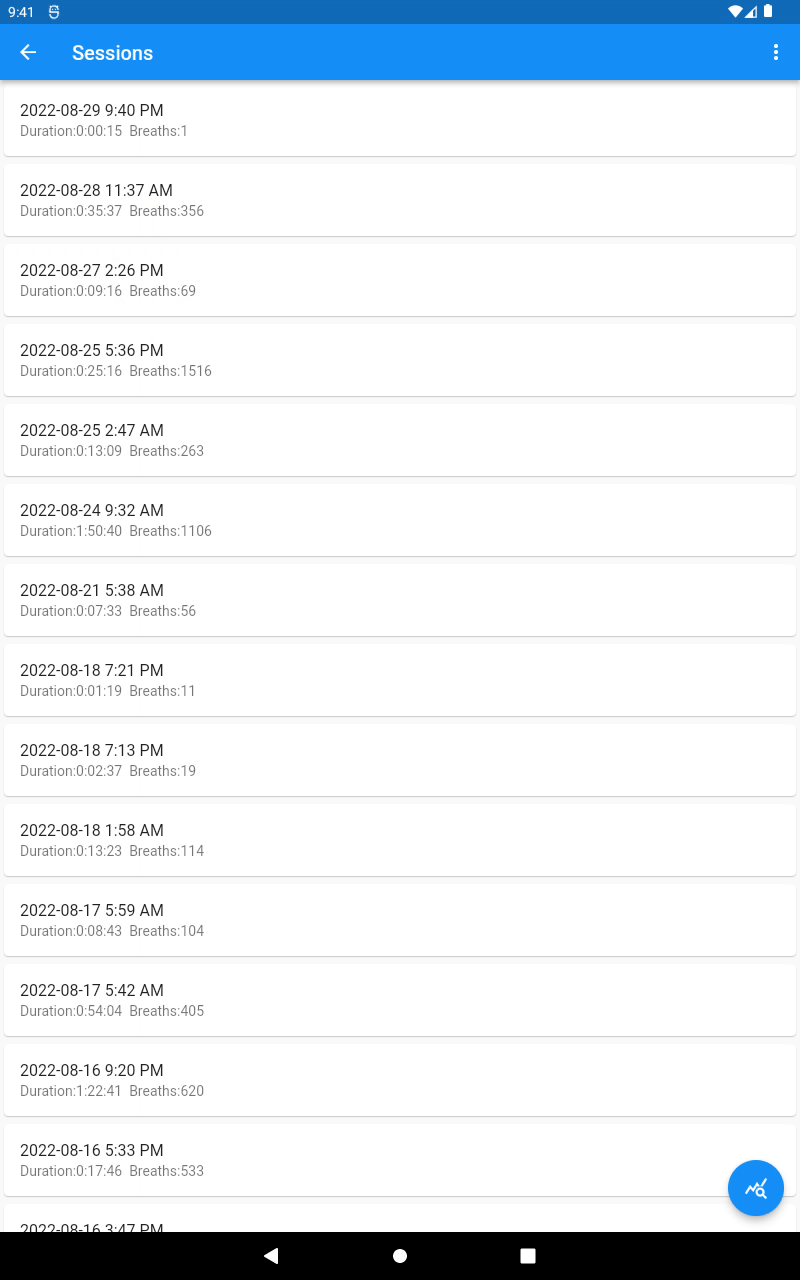 9:41
Sessions
2022-08-29 9:40 PM
Duration:0:00:15 Breaths:1
2022-08-28 11:37 AM
Duration:0:35:37 Breaths:356
2022-08-27 2:26 PM
Duration:0:09:16 Breaths:69
2022-08-25 5:36 PM
Duration:0:25:16 Breaths:1516
2022-08-25 2:47 AM
Duration:0:13:09 Breaths:263
2022-08-24 9:32 AM
Duration:1:50:40 Breaths:1106
2022-08-21 5:38 AM
Duration:0:07:33 Breaths:56
2022-08-18 7:21 PM
Duration:0:01:19 Breaths:11
2022-08-18 7:13 PM
Duration:0:02:37 Breaths:19
2022-08-18 1:58 AM
Duration:0:13:23 Breaths:114
2022-08-17 5:59 AM
Duration:0:08:43 Breaths:104
2022-08-17 5:42 AM
Duration:0:54:04 Breaths:405
2022-08-16 9:20 PM
Duration:1:22:41 Breaths:620
2022-08-16 5:33 PM
Duration:0:17:46 Breaths:533
2022-08-16 3:47 PM